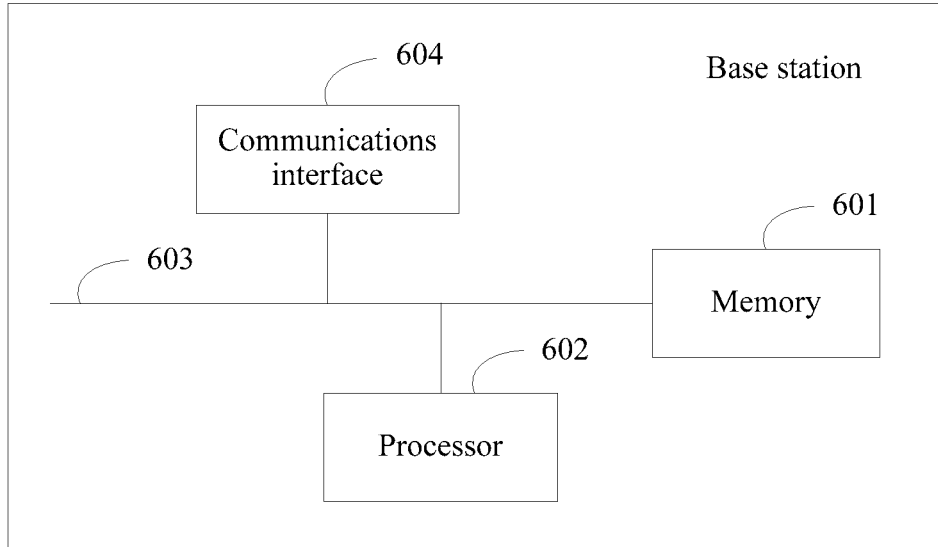 604
Base station
Communications
interface
601
603
Memory
602
Processor